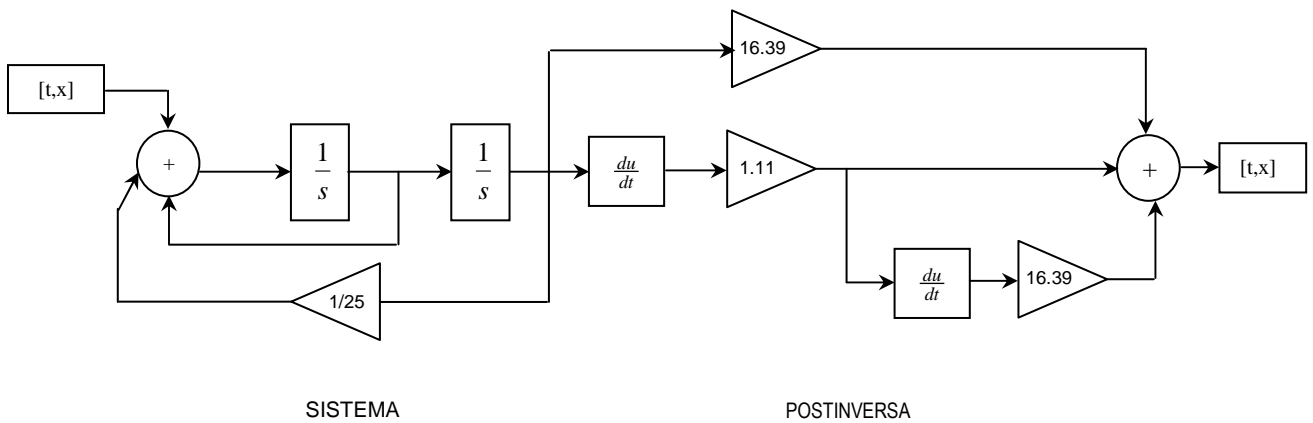 16.39
[t,x]
+
1
s
1
s
du
dt
1.11
+
[t,x]
du
dt
16.39
1/25
SISTEMA
POSTINVERSA